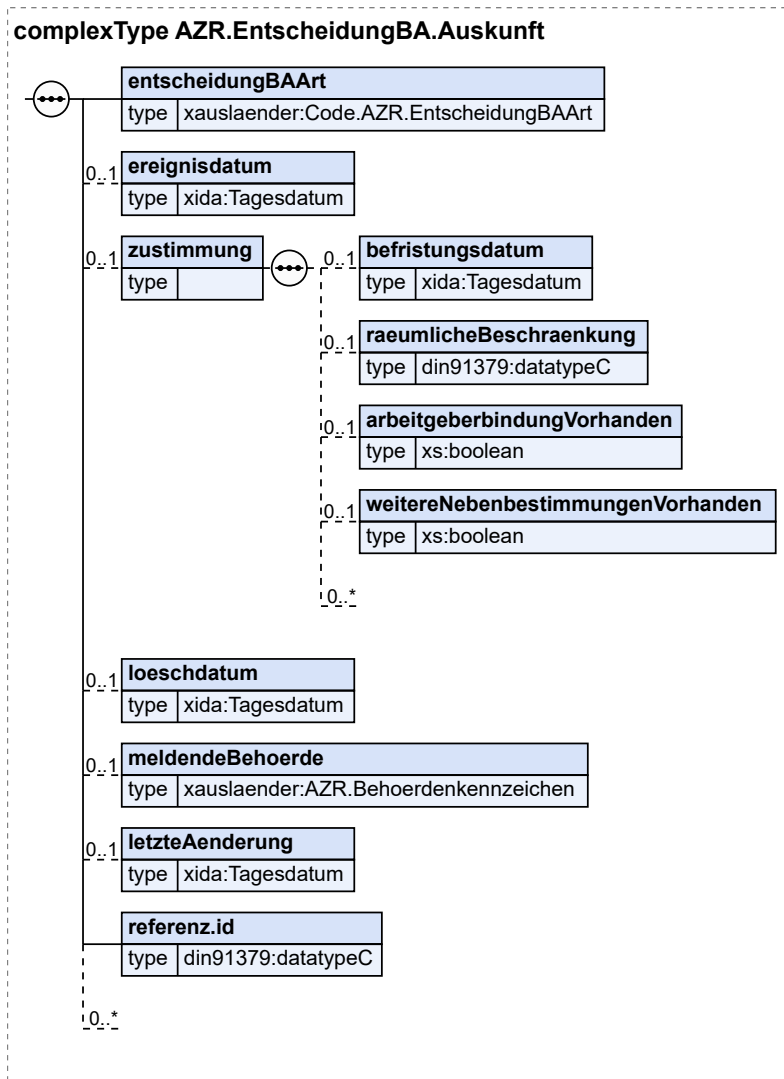 complexType AZR.EntscheidungBA.Auskunft
entscheidungBAArt
type xauslaender:Code.AZR.EntscheidungBAArt
0..1 ereignisdatum
type xida:Tagesdatum
0..1 zustimmung
type
0..1 befristungsdatum
type xida:Tagesdatum
0..1 raeumlicheBeschraenkung
type din91379:datatypeC
0..1 arbeitgeberbindungVorhanden
type xs:boolean
0..1 weitereNebenbestimmungenVorhanden
type xs:boolean
0..*
0..1 loeschdatum
type xida:Tagesdatum
0..1 meldendeBehoerde
type xauslaender:AZR.Behoerdenkennzeichen
0..1 letzteAenderung
type xida:Tagesdatum
referenz.id
type din91379:datatypeC
0..*